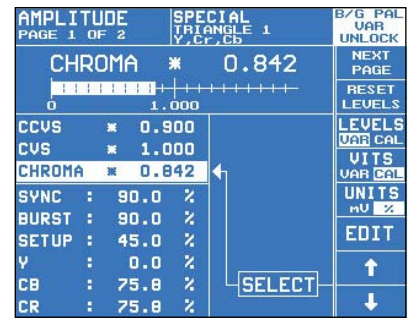 AMPLITUDE
PAGE 1 OF 2
SPECIAL
TRIANGLE 1
Y,Cr,Cb
B/G PAL
VAR
UNLOCK
CHROMA * 0.842
0 1.000
NEXT
PAGE
RESET
LEVELS
CCVS * 0.900
CVS * 1.000
CHROMA * 0.842
SYNC : 90.0 %
BURST : 90.0 %
SETUP : 45.0 %
Y : 0.0 %
CB : 75.8 %
CR : 75.8 %
SELECT
LEVELS
VAR CAL
VITS
VAR CAL
UNITS
mV %
EDIT
↑
↓